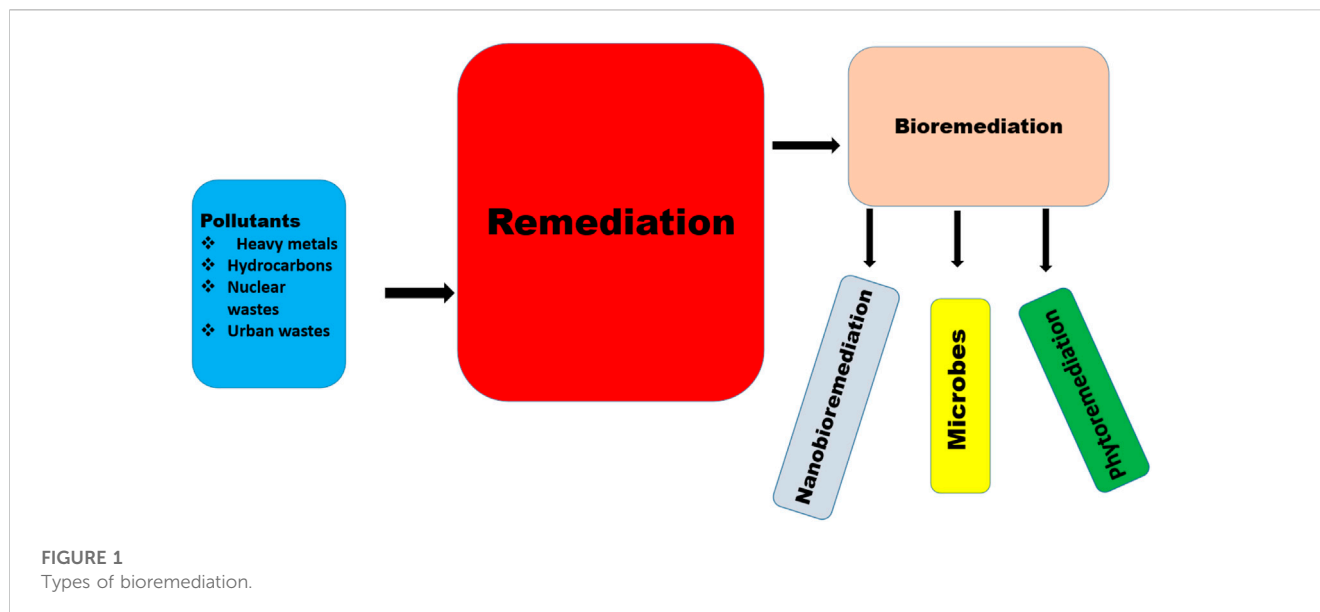 Pollutants
❖ Heavy metals
❖ Hydrocarbons
❖ Nuclear
wastes
❖ Urban wastes
Remediation
Bioremediation
Nanobioremediation
Microbes
Phytoremediation
FIGURE 1
Types of bioremediation.